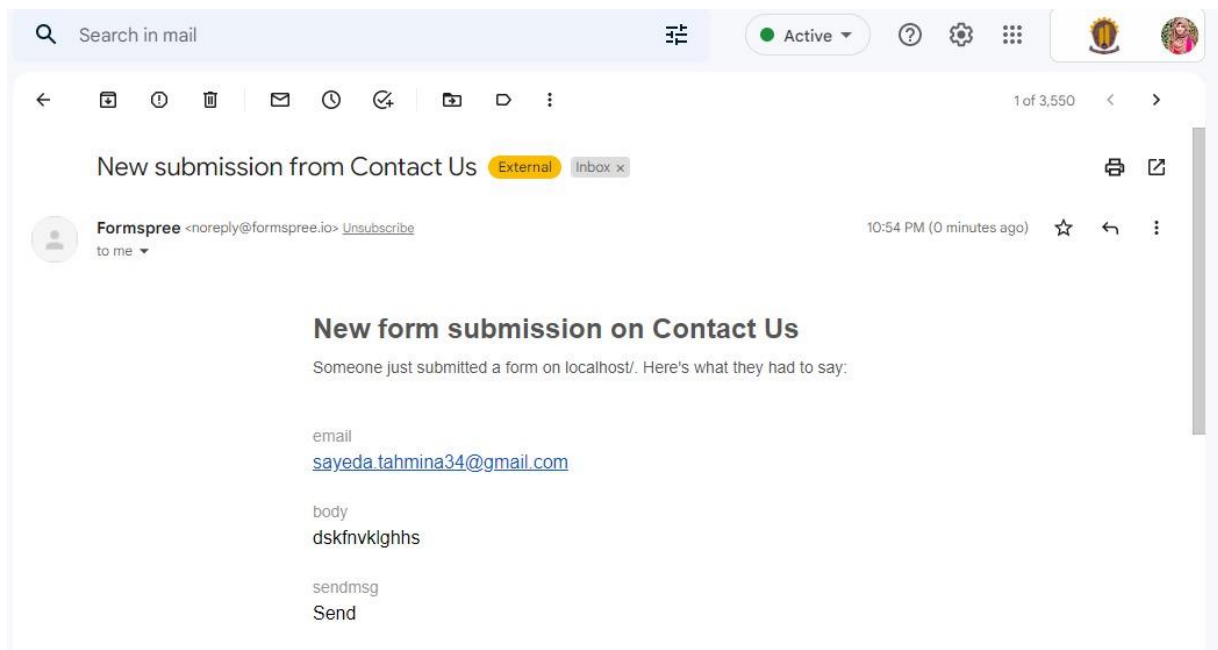 Search in mail
Active
1 of 3,550
New submission from Contact Us External Inbox x
Formspree <noreply@formspree.io> Unsubscribe
10:54 PM (0 minutes ago)
to me
New form submission on Contact Us
Someone just submitted a form on localhost/. Here's what they had to say:
email
sayeda.tahmina34@gmail.com
body
dskfnvklghhs
sendmsg
Send